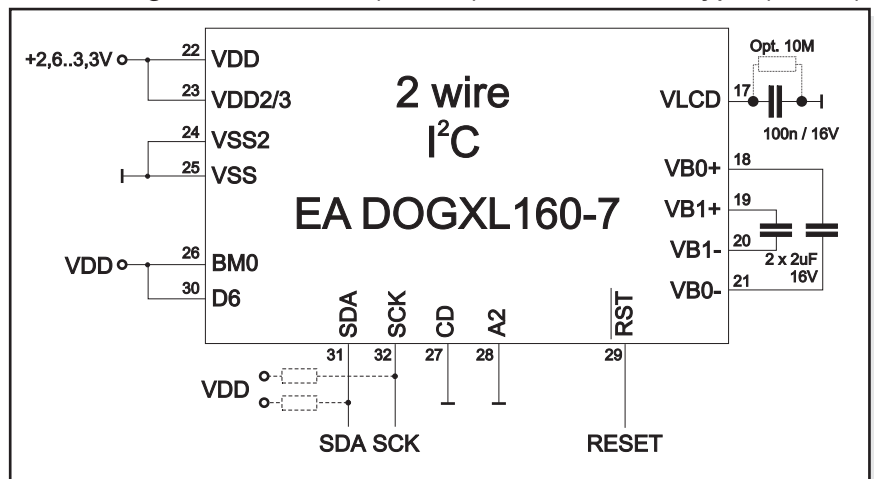 +2,6..3,3V
22 VDD
23 VDD2/3
24 VSS2
25 VSS
VDD
26 BM0
30 D6
2 wire
I²C
EA DOGXL160-7
Opt. 10M
VLCD 17
100n / 16V
VB0+ 18
VB1+ 19
VB1- 20
2 x 2uF
16V
VB0- 21
SDA SCK CD A2 RST
31 32 27 28 29
VDD
SDA SCK RESET